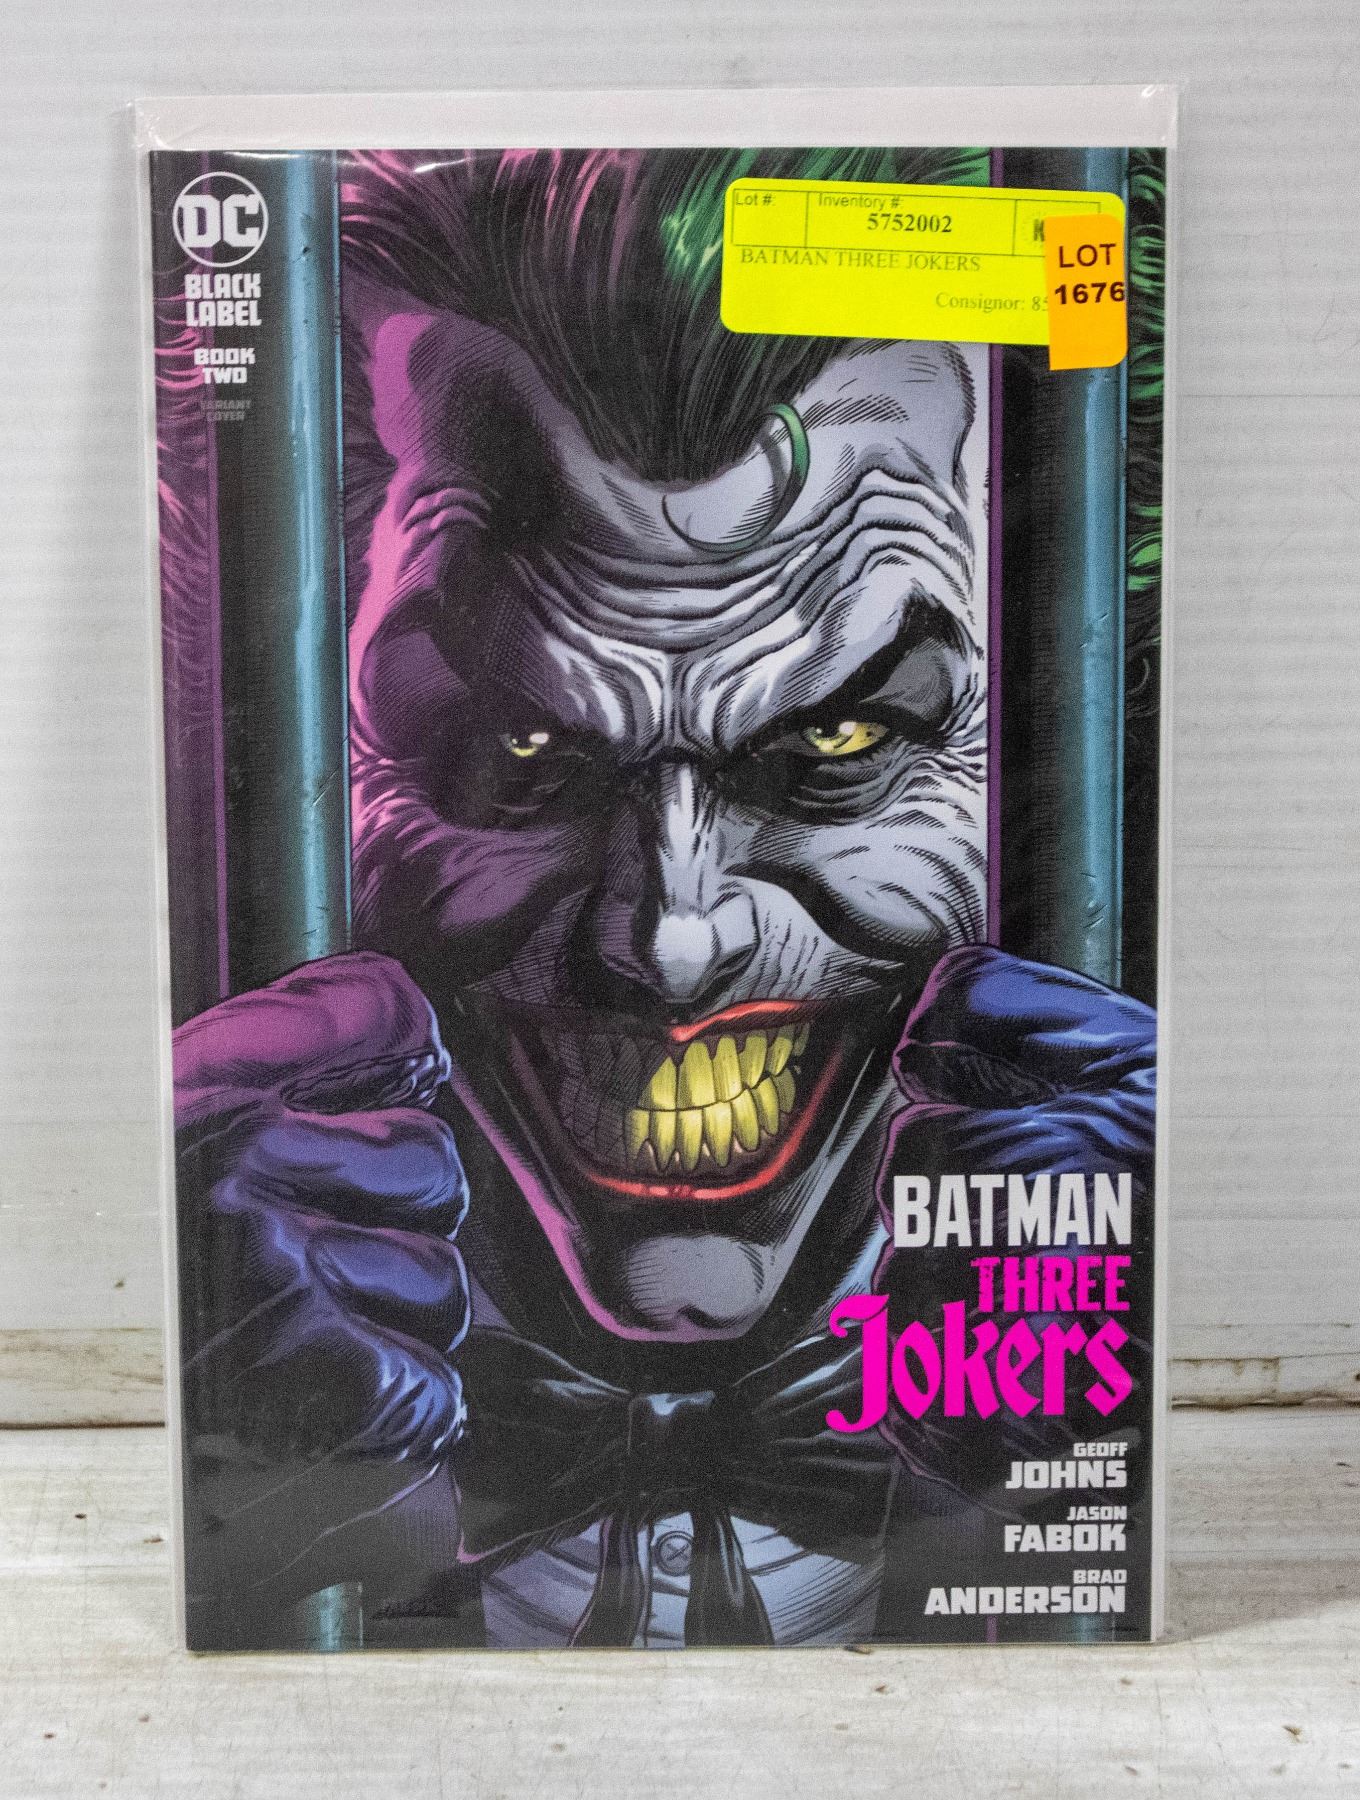 DC
BLACK
LABEL
BOOK
TWO
VARIANT
COVER
Lot #:
Inventory #:
5752002
BATMAN THREE JOKERS
LOT
1676
BATMAN
THREE
Jokers
GEOFF
JOHNS
JASON
FABOK
BRAD
ANDERSON
Consignor: